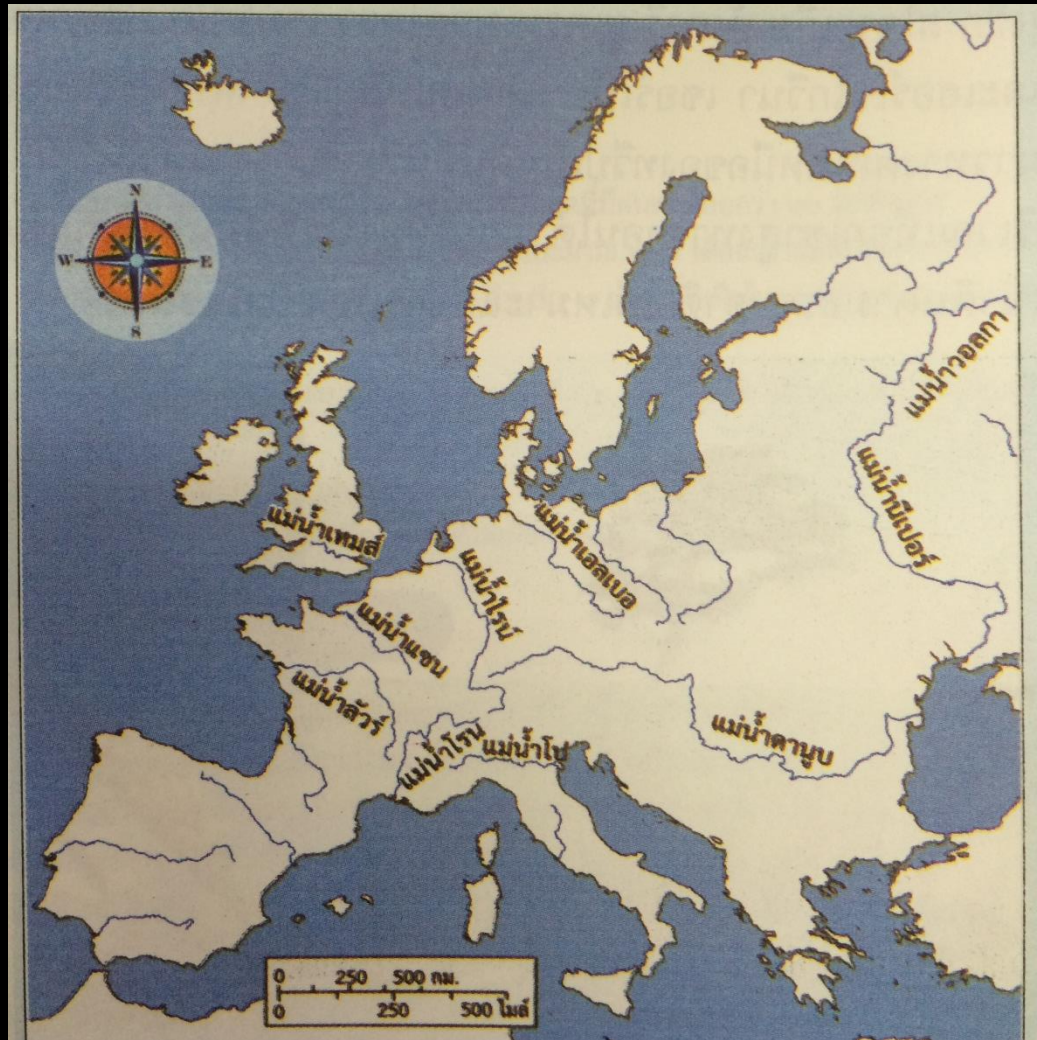 N
W E
S
แม่น้ำวอลกา
แม่น้ำนีเปอร์
แม่น้ำเทมส์
แม่น้ำเอลเบอ
แม่น้ำไรน์
แม่น้ำแซน
แม่น้ำลัวร์
แม่น้ำโรน
แม่น้ำโป
แม่น้ำดานูบ
0 250 500 กม.
0 250 500 ไมล์